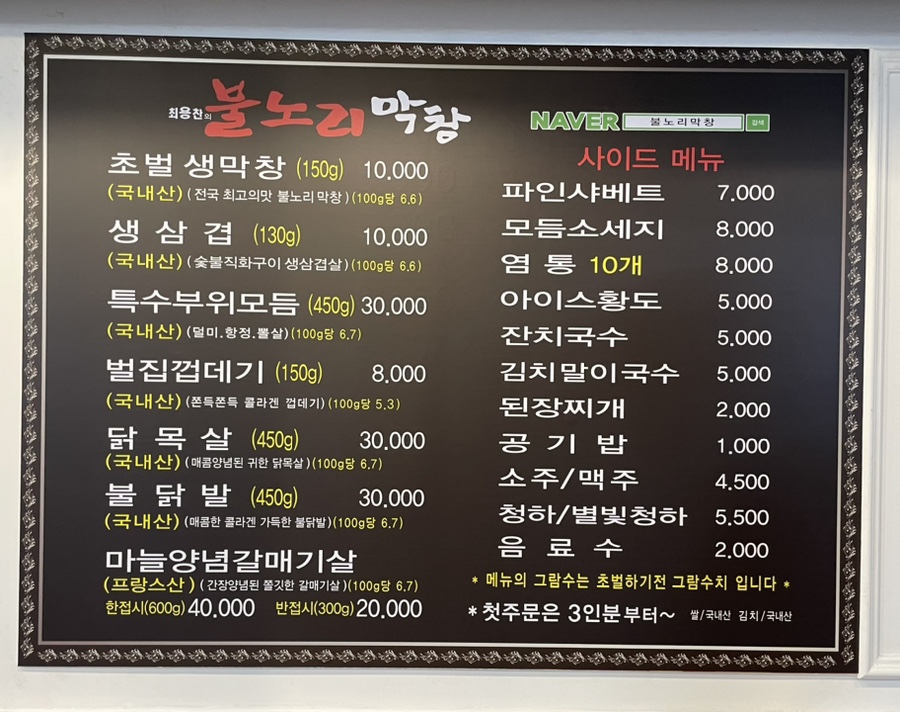 최용찬의 불노리 막창
초벌 생막창 (150g) 10.000
(국내산) (전국 최고의맛 불노리막창) (100g당 6.6)
생 삼 겹 (130g) 10.000
(국내산) (숯불직화구이 생삼겹살) (100g당 6.6)
특수부위모듬 (450g) 30.000
(국내산) (덜미.항정.뽈살) (100g당 6.7)
벌집껍데기 (150g) 8.000
(국내산) (쫀득쫀득 콜라겐 껍데기) (100g당 5.3)
닭 목 살 (450g) 30.000
(국내산) (매콤양념된 귀한 닭목살) (100g당 6.7)
불 닭 발 (450g) 30.000
(국내산) (매콤한 콜라겐 가득한 불닭발) (100g당 6.7)
마늘양념갈매기살
(프랑스산) (간장양념된 쫄깃한 갈매기살) (100g당 6.7)
한접시(600g) 40.000 반접시(300g) 20.000
NAVER 불노리막창 검색
사이드 메뉴
파인샤베트 7.000
모듬소세지 8.000
염 통 10개 8.000
아이스황도 5.000
잔치국수 5.000
김치말이국수 5.000
된장찌개 2.000
공 기 밥 1.000
소주/맥주 4.500
청하/별빛청하 5.500
음 료 수 2.000
* 메뉴의 그람수는 초벌하기전 그람수치 입니다 *
*첫주문은 3인분부터~ 쌀/국내산 김치/국내산